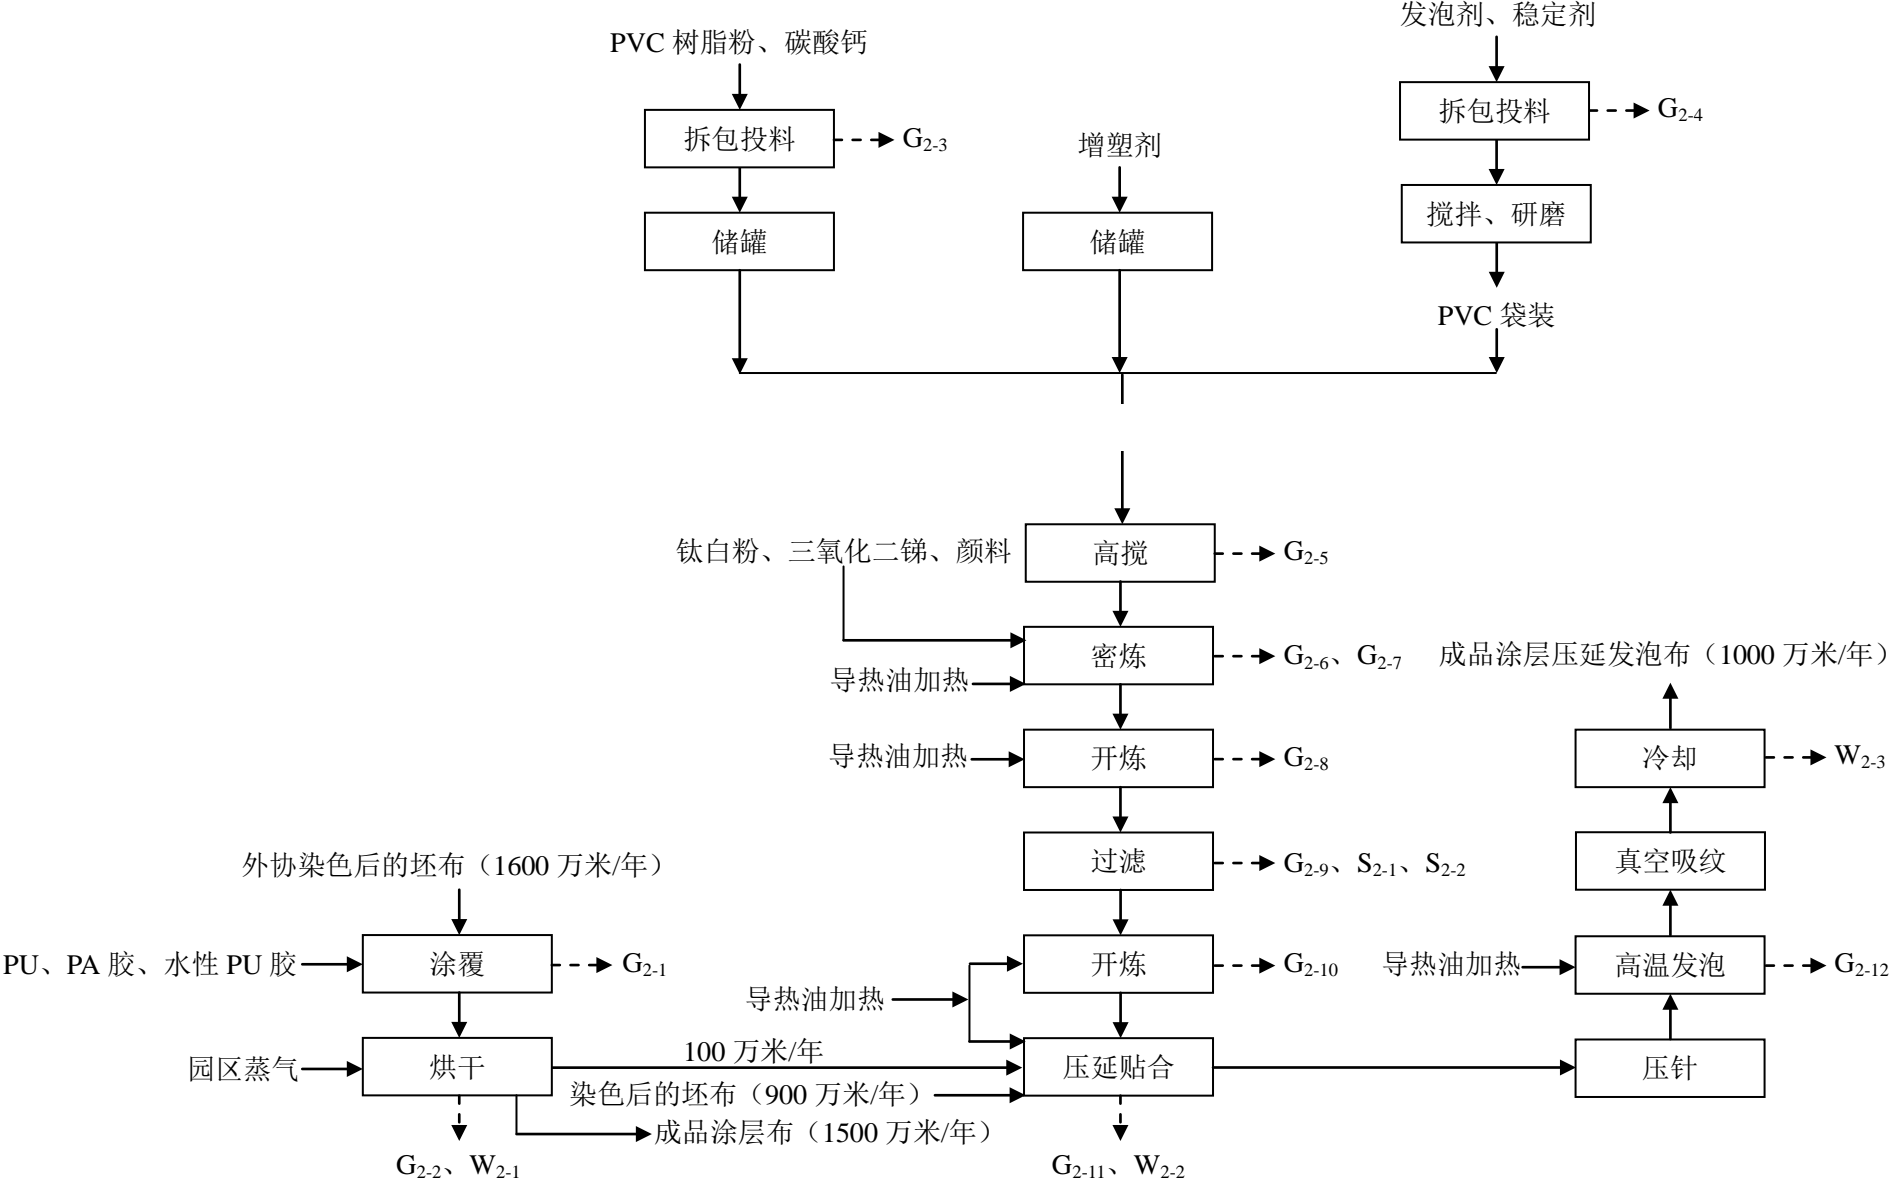 发泡剂、稳定剂
PVC 树脂粉、碳酸钙
拆包投料
G2-4
拆包投料
G2-3
增塑剂
搅拌、研磨
储罐
储罐
PVC 袋装
钛白粉、三氧化二锑、颜料
高搅
G2-5
密炼
G2-6、G2-7
成品涂层压延发泡布（1000 万米/年）
导热油加热
导热油加热
开炼
G2-8
冷却
W2-3
外协染色后的坯布（1600 万米/年）
过滤
G2-9、S2-1、S2-2
真空吸纹
PU、PA 胶、水性 PU 胶
涂覆
G2-1
开炼
G2-10
导热油加热
高温发泡
G2-12
导热油加热
园区蒸气
烘干
100 万米/年
压延贴合
压针
染色后的坯布（900 万米/年）
成品涂层布（1500 万米/年）
G2-2、W2-1
G2-11、W2-2